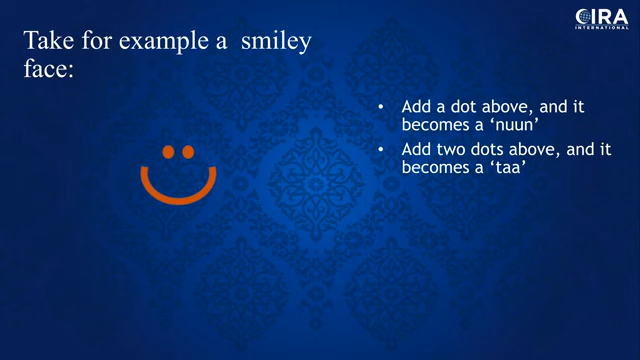 CIRA
INTERNATIONAL
Take for example a smiley
face:
• Add a dot above, and it
becomes a ‘nuun’
• Add two dots above, and it
becomes a ‘taa’